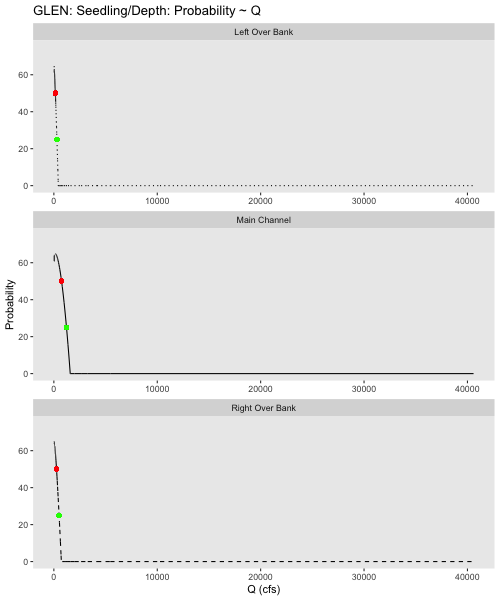 GLEN: Seedling/Depth: Probability ~ Q
Left Over Bank
60
40
20
0
0 10000 20000 30000 40000
Main Channel
60
40
20
0
0 10000 20000 30000 40000
Probability
Right Over Bank
60
40
20
0
0 10000 20000 30000 40000
Q (cfs)